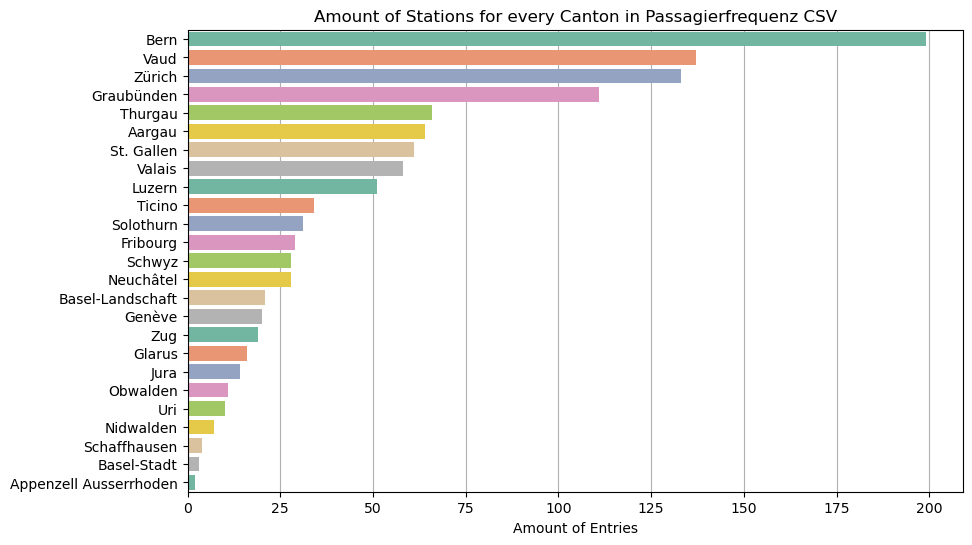 Amount of Stations for every Canton in Passagierfrequenz CSV
Bern
Vaud
Zürich
Graubünden
Thurgau
Aargau
St. Gallen
Valais
Luzern
Ticino
Solothurn
Fribourg
Schwyz
Neuchâtel
Basel-Landschaft
Genève
Zug
Glarus
Jura
Obwalden
Uri
Nidwalden
Schaffhausen
Basel-Stadt
Appenzell Ausserrhoden
0 25 50 75 100 125 150 175 200
Amount of Entries